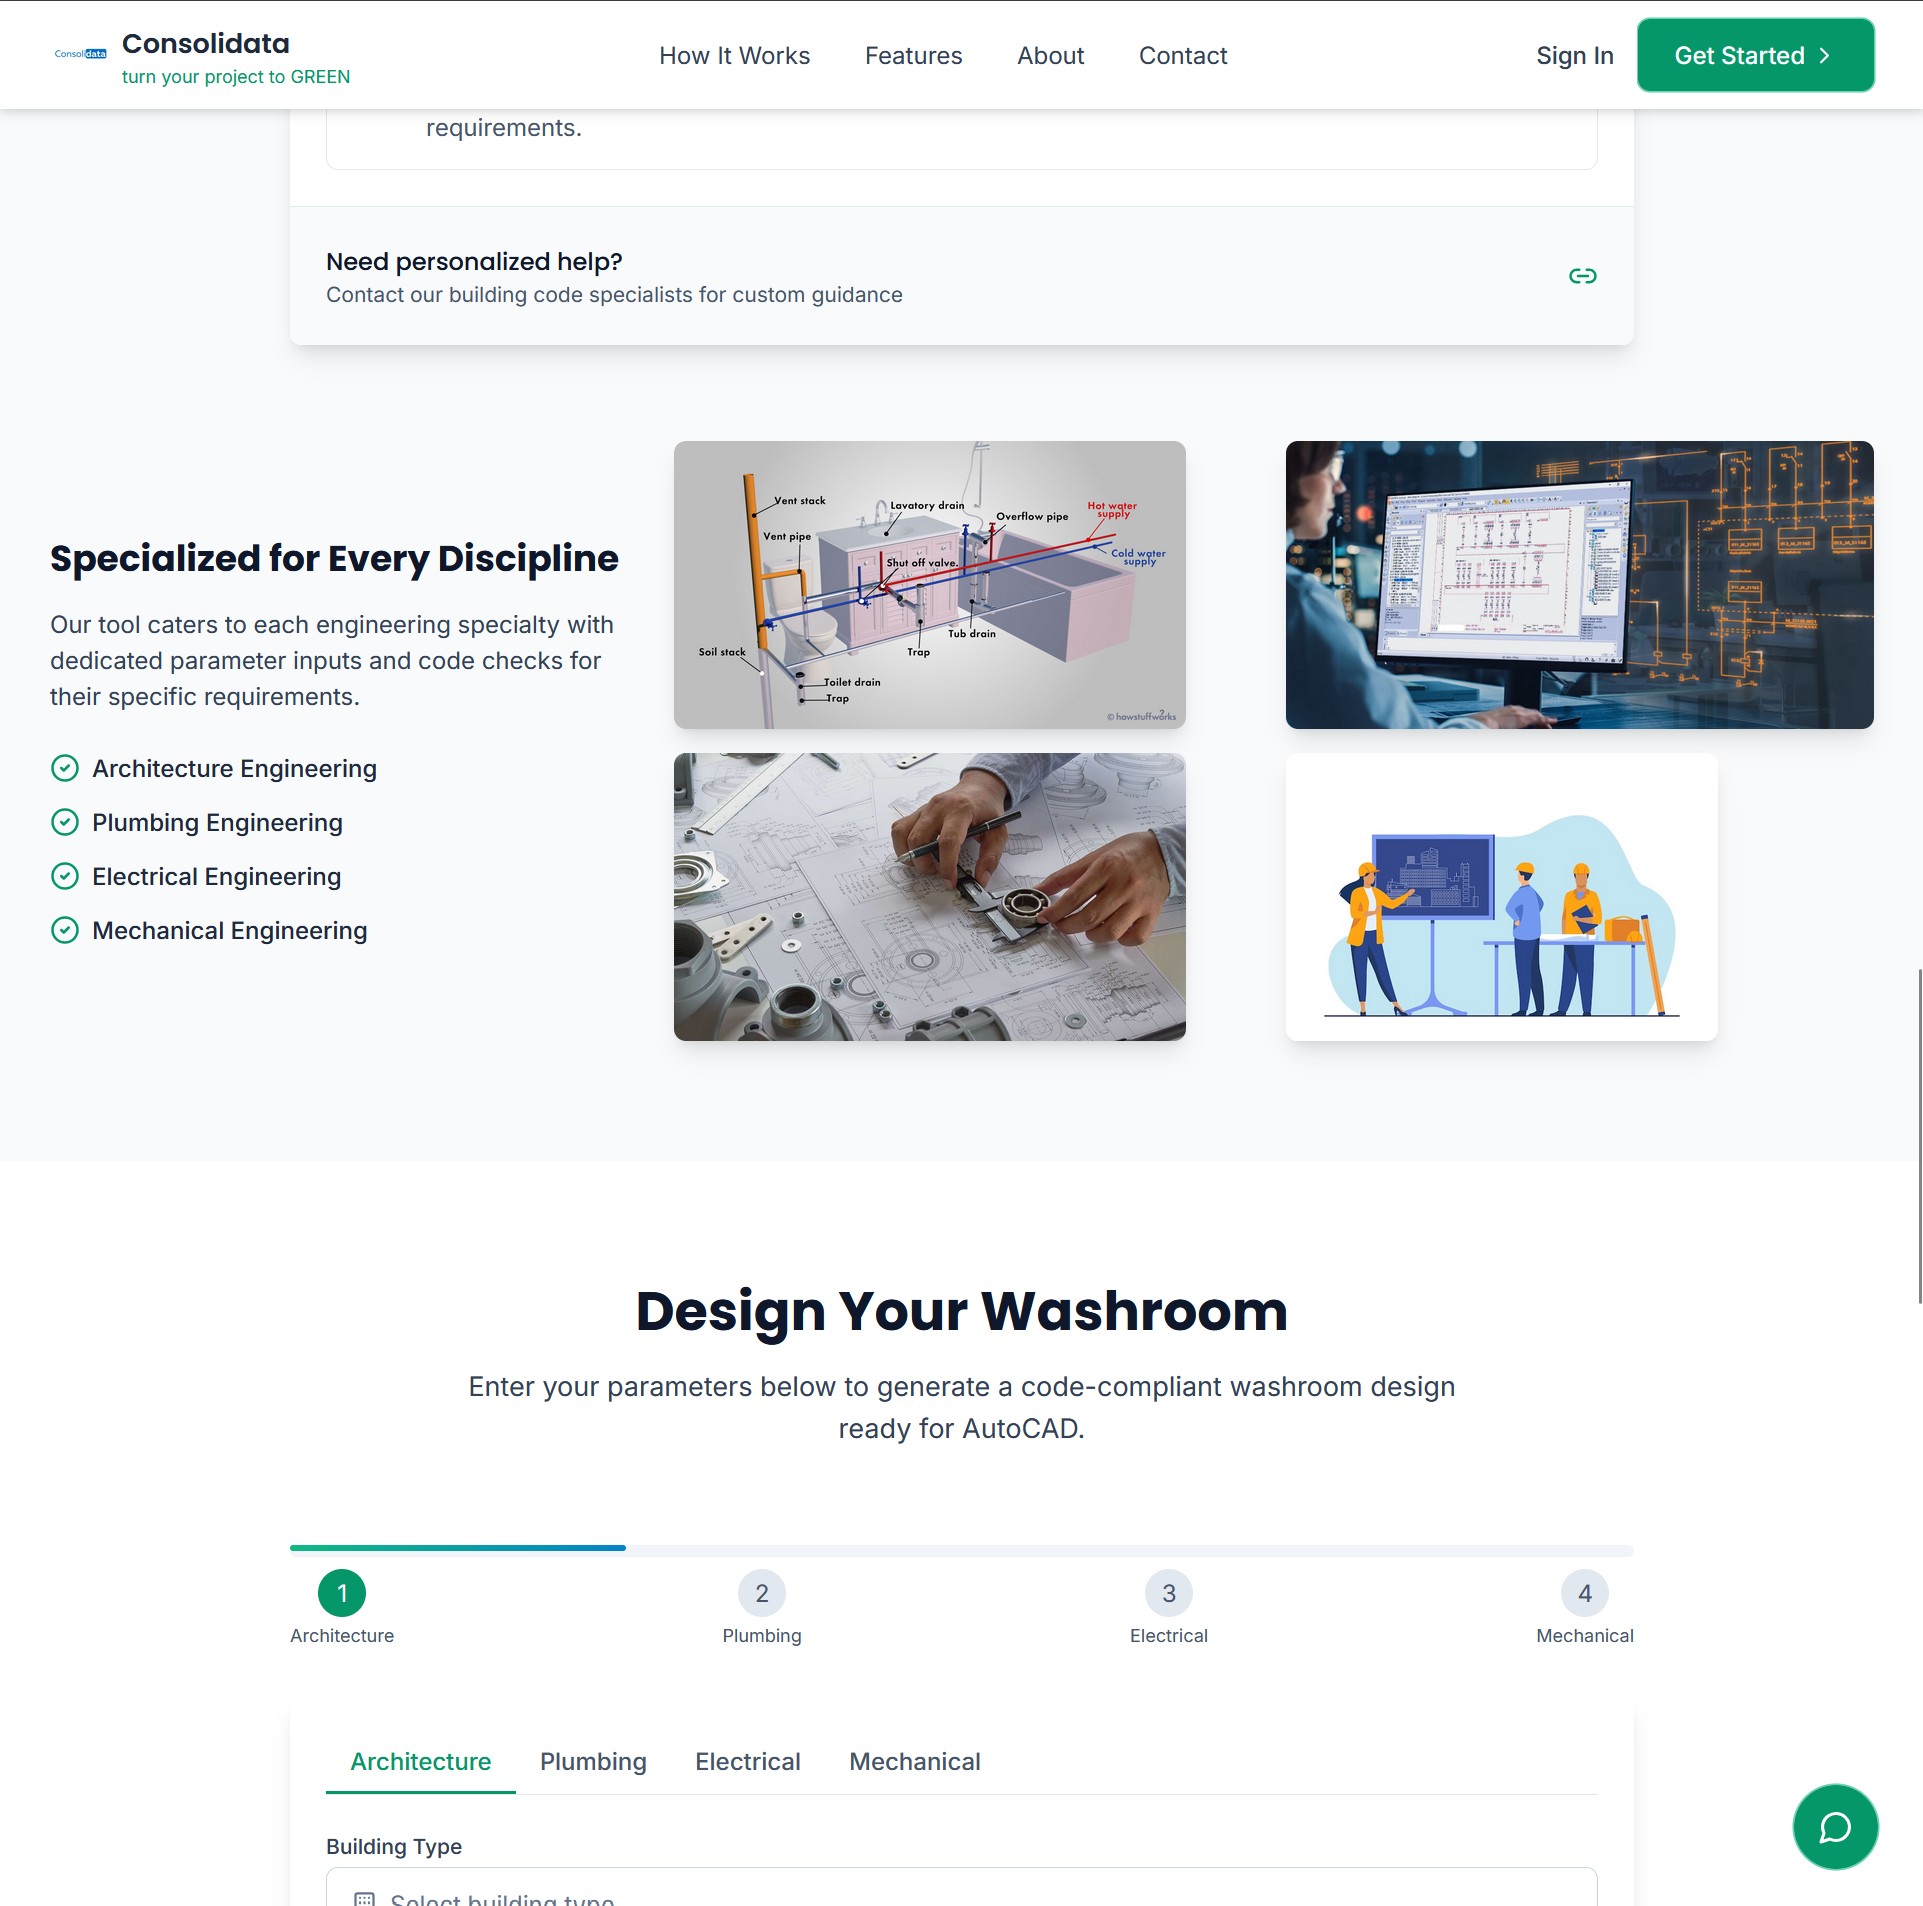 Consolidata
Consolidata
turn your project to GREEN
How It Works
Features
About
Contact
Sign In
Get Started
requirements.
Need personalized help?
Contact our building code specialists for custom guidance
Specialized for Every Discipline
Our tool caters to each engineering specialty with
dedicated parameter inputs and code checks for
their specific requirements.
Architecture Engineering
Plumbing Engineering
Electrical Engineering
Mechanical Engineering
Vent stack
Lavatory drain
Hot water
supply
Overflow pipe
Vent pipe
Cold water
supply
Shut off valve.
Tub drain
Soil stack
Trap
Toilet drain
Trap
© howstuffworks
Design Your Washroom
Enter your parameters below to generate a code-compliant washroom design
ready for AutoCAD.
1
2
3
4
Architecture
Plumbing
Electrical
Mechanical
Architecture
Plumbing
Electrical
Mechanical
Building Type
Select building type